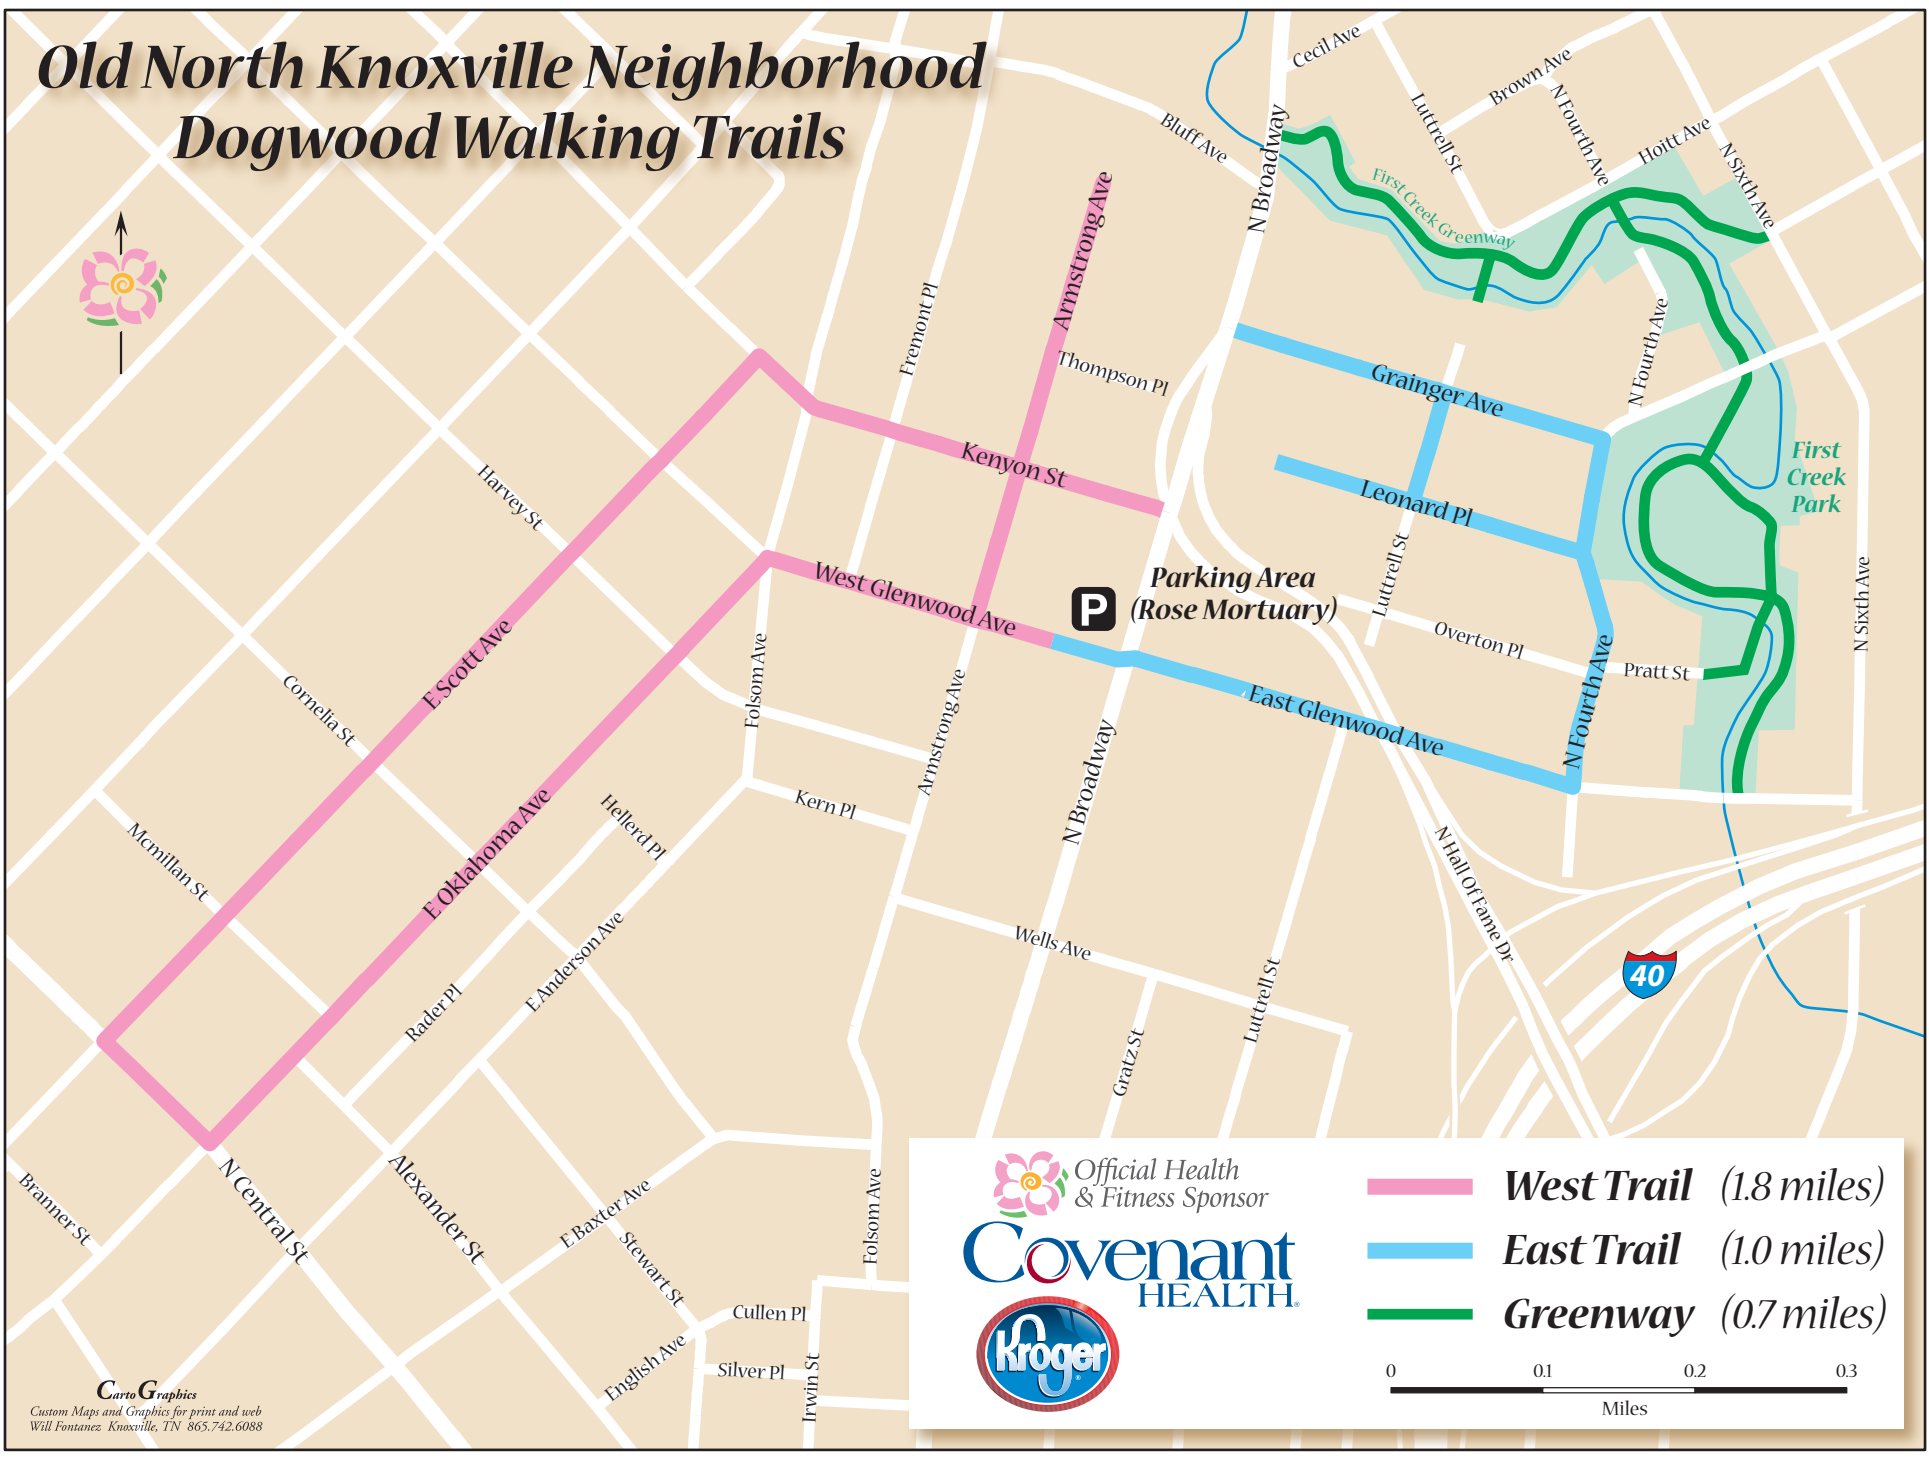 Old North Knoxville Neighborhood
Dogwood Walking Trails
Cecil Ave
Brown Ave
Luttrell St
N Fourth Ave
Hoitt Ave
N Sixth Ave
Bluff Ave
N Broadway
First Creek Greenway
Armstrong Ave
Fremont Pl
Thompson Pl
Grainger Ave
N Fourth Ave
Kenyon St
Leonard Pl
First
Creek
Park
Harvey St
Luttrell St
West Glenwood Ave
P
Parking Area
(Rose Mortuary)
Overton Pl
Pratt St
N Sixth Ave
E Scott Ave
Folsom Ave
Armstrong Ave
East Glenwood Ave
N Fourth Ave
Cornelia St
N Broadway
Kern Pl
Hellerd Pl
E Oklahoma Ave
Mcmillan St
N Hall Of Fame Dr
Wells Ave
E Anderson Ave
Rader Pl
Luttrell St
Gratz St
40
Branner St
N Central St
Alexander St
E Baxter Ave
Stewart St
Folsom Ave
Cullen Pl
English Ave
Silver Pl
Irwin St
Official Health
& Fitness Sponsor
Covenant
HEALTH®
Kroger®
West Trail (1.8 miles)
East Trail (1.0 miles)
Greenway (0.7 miles)
0 0.1 0.2 0.3
Miles
Carto Graphics
Custom Maps and Graphics for print and web
Will Fontanez Knoxville, TN 865.742.6088